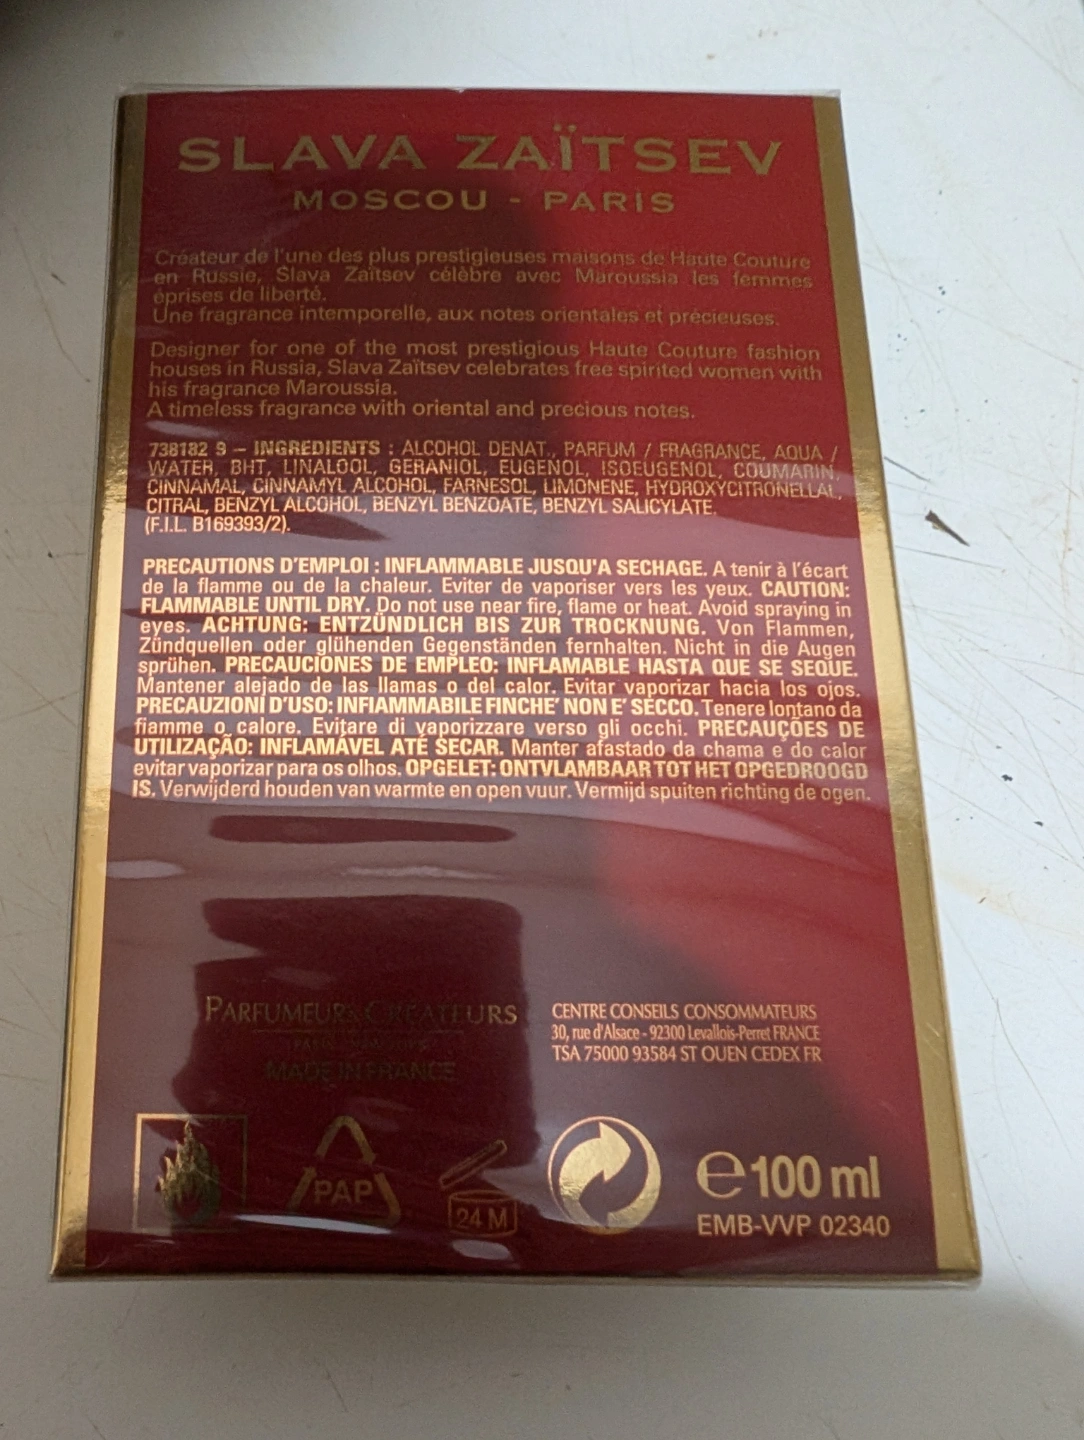 SLAVA ZAÏTSEV
MOSCOU - PARIS
Créateur de l'une des plus prestigieuses maisons de Haute Couture
en Russie, Slava Zaïtsev célèbre avec Maroussia les femmes
éprises de liberté.
Une fragrance intemporelle, aux notes orientales et précieuses.
Designer for one of the most prestigious Haute Couture fashion
houses in Russia, Slava Zaïtsev celebrates free spirited women with
his fragrance Maroussia.
A timeless fragrance with oriental and precious notes.
738182 9 – INGREDIENTS : ALCOHOL DENAT., PARFUM / FRAGRANCE, AQUA /
WATER, BHT, LINALOOL, GERANIOL, EUGENOL, ISOEUGENOL, COUMARIN,
CINNAMAL, CINNAMYL ALCOHOL, FARNESOL, LIMONENE, HYDROXYCITRONELLAL,
CITRAL, BENZYL ALCOHOL, BENZYL BENZOATE, BENZYL SALICYLATE.
(F.I.L. B169393/2).
PRECAUTIONS D'EMPLOI : INFLAMMABLE JUSQU'A SECHAGE. A tenir à l'écart
de la flamme ou de la chaleur. Eviter de vaporiser vers les yeux. CAUTION:
FLAMMABLE UNTIL DRY. Do not use near fire, flame or heat. Avoid spraying in
eyes. ACHTUNG: ENTZÜNDLICH BIS ZUR TROCKNUNG. Von Flammen,
Zündquellen oder glühenden Gegenständen fernhalten. Nicht in die Augen
sprühen. PRECAUCIONES DE EMPLEO: INFLAMABLE HASTA QUE SE SEQUE.
Mantener alejado de las llamas o del calor. Evitar vaporizar hacia los ojos.
PRECAUZIONI D'USO: INFIAMMABILE FINCHE' NON E' SECCO. Tenere lontano da
fiamme o calore. Evitare di vaporizzare verso gli occhi. PRECAUÇÕES DE
UTILIZAÇÃO: INFLAMÁVEL ATÉ SECAR. Manter afastado da chama e do calor
evitar vaporizar para os olhos. OPGELET: ONTVLAMBAAR TOT HET OPGEDROOGD
IS. Verwijderd houden van warmte en open vuur. Vermijd spuiten richting de ogen.
PARFUMEURS CRÉATEURS
MADE IN FRANCE
CENTRE CONSEILS CONSOMMATEURS
30, rue d'Alsace - 92300 Levallois-Perret FRANCE
TSA 75000 93584 ST OUEN CEDEX FR
PAP
24 M
e 100 ml
EMB-VVP 02340